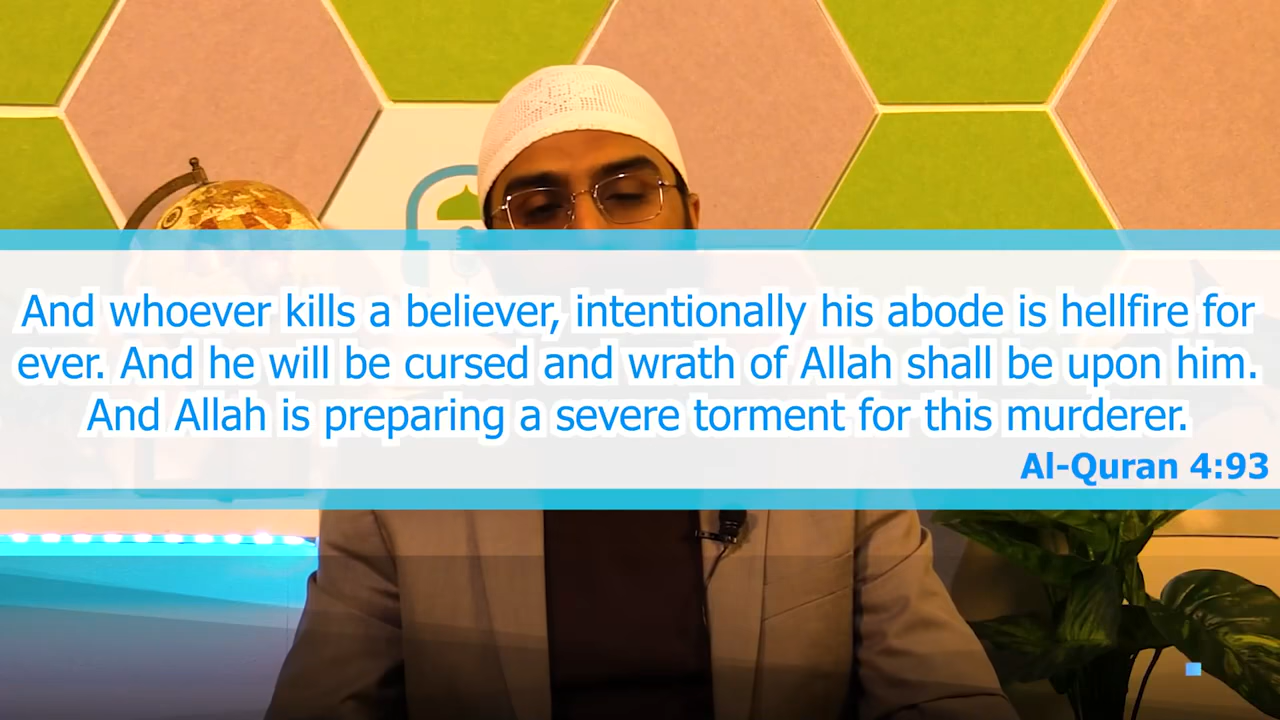 And whoever kills a believer, intentionally his abode is hellfire for
ever. And he will be cursed and wrath of Allah shall be upon him.
And Allah is preparing a severe torment for this murderer.
Al-Quran 4:93